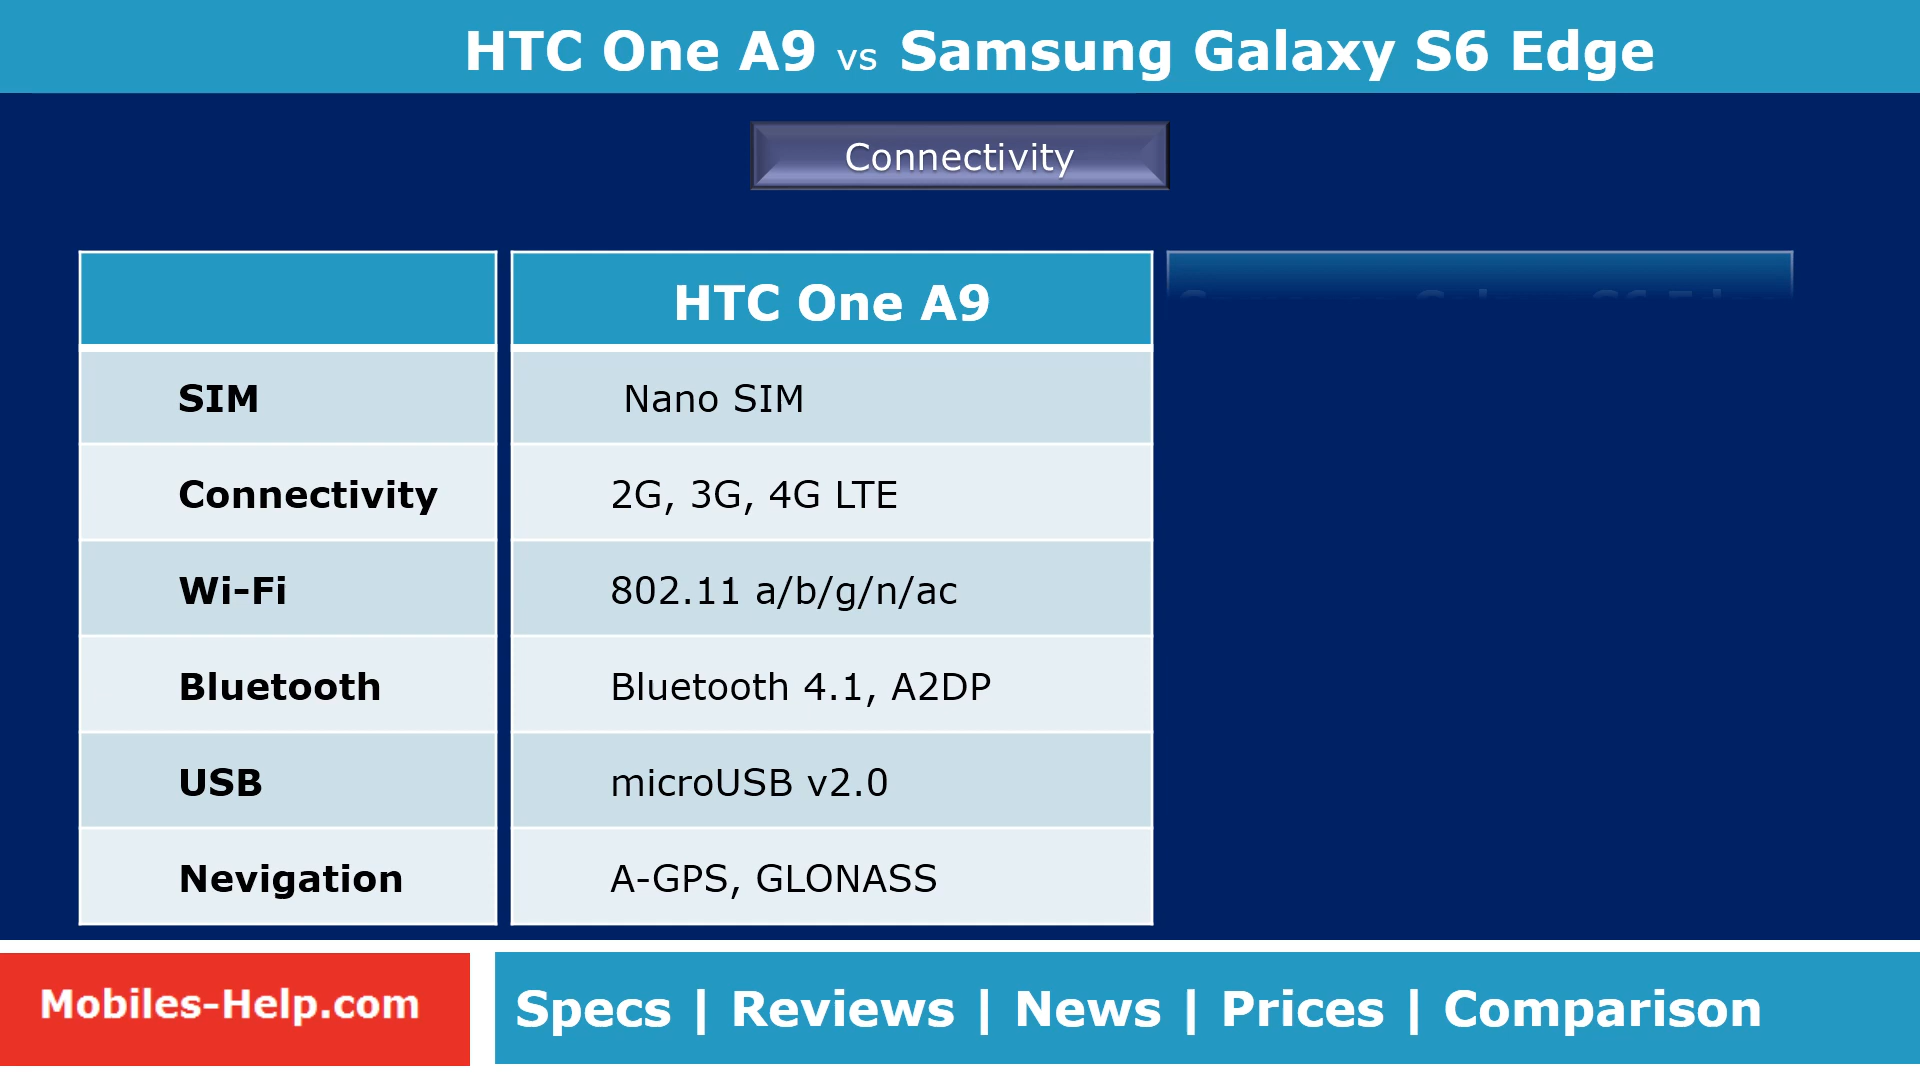 HTC One A9 vs Samsung Galaxy S6 Edge
Connectivity
HTC One A9
SIM Nano SIM
Connectivity 2G, 3G, 4G LTE
Wi-Fi 802.11 a/b/g/n/ac
Bluetooth Bluetooth 4.1, A2DP
USB microUSB v2.0
Nevigation A-GPS, GLONASS
Mobiles-Help.com
Specs | Reviews | News | Prices | Comparison